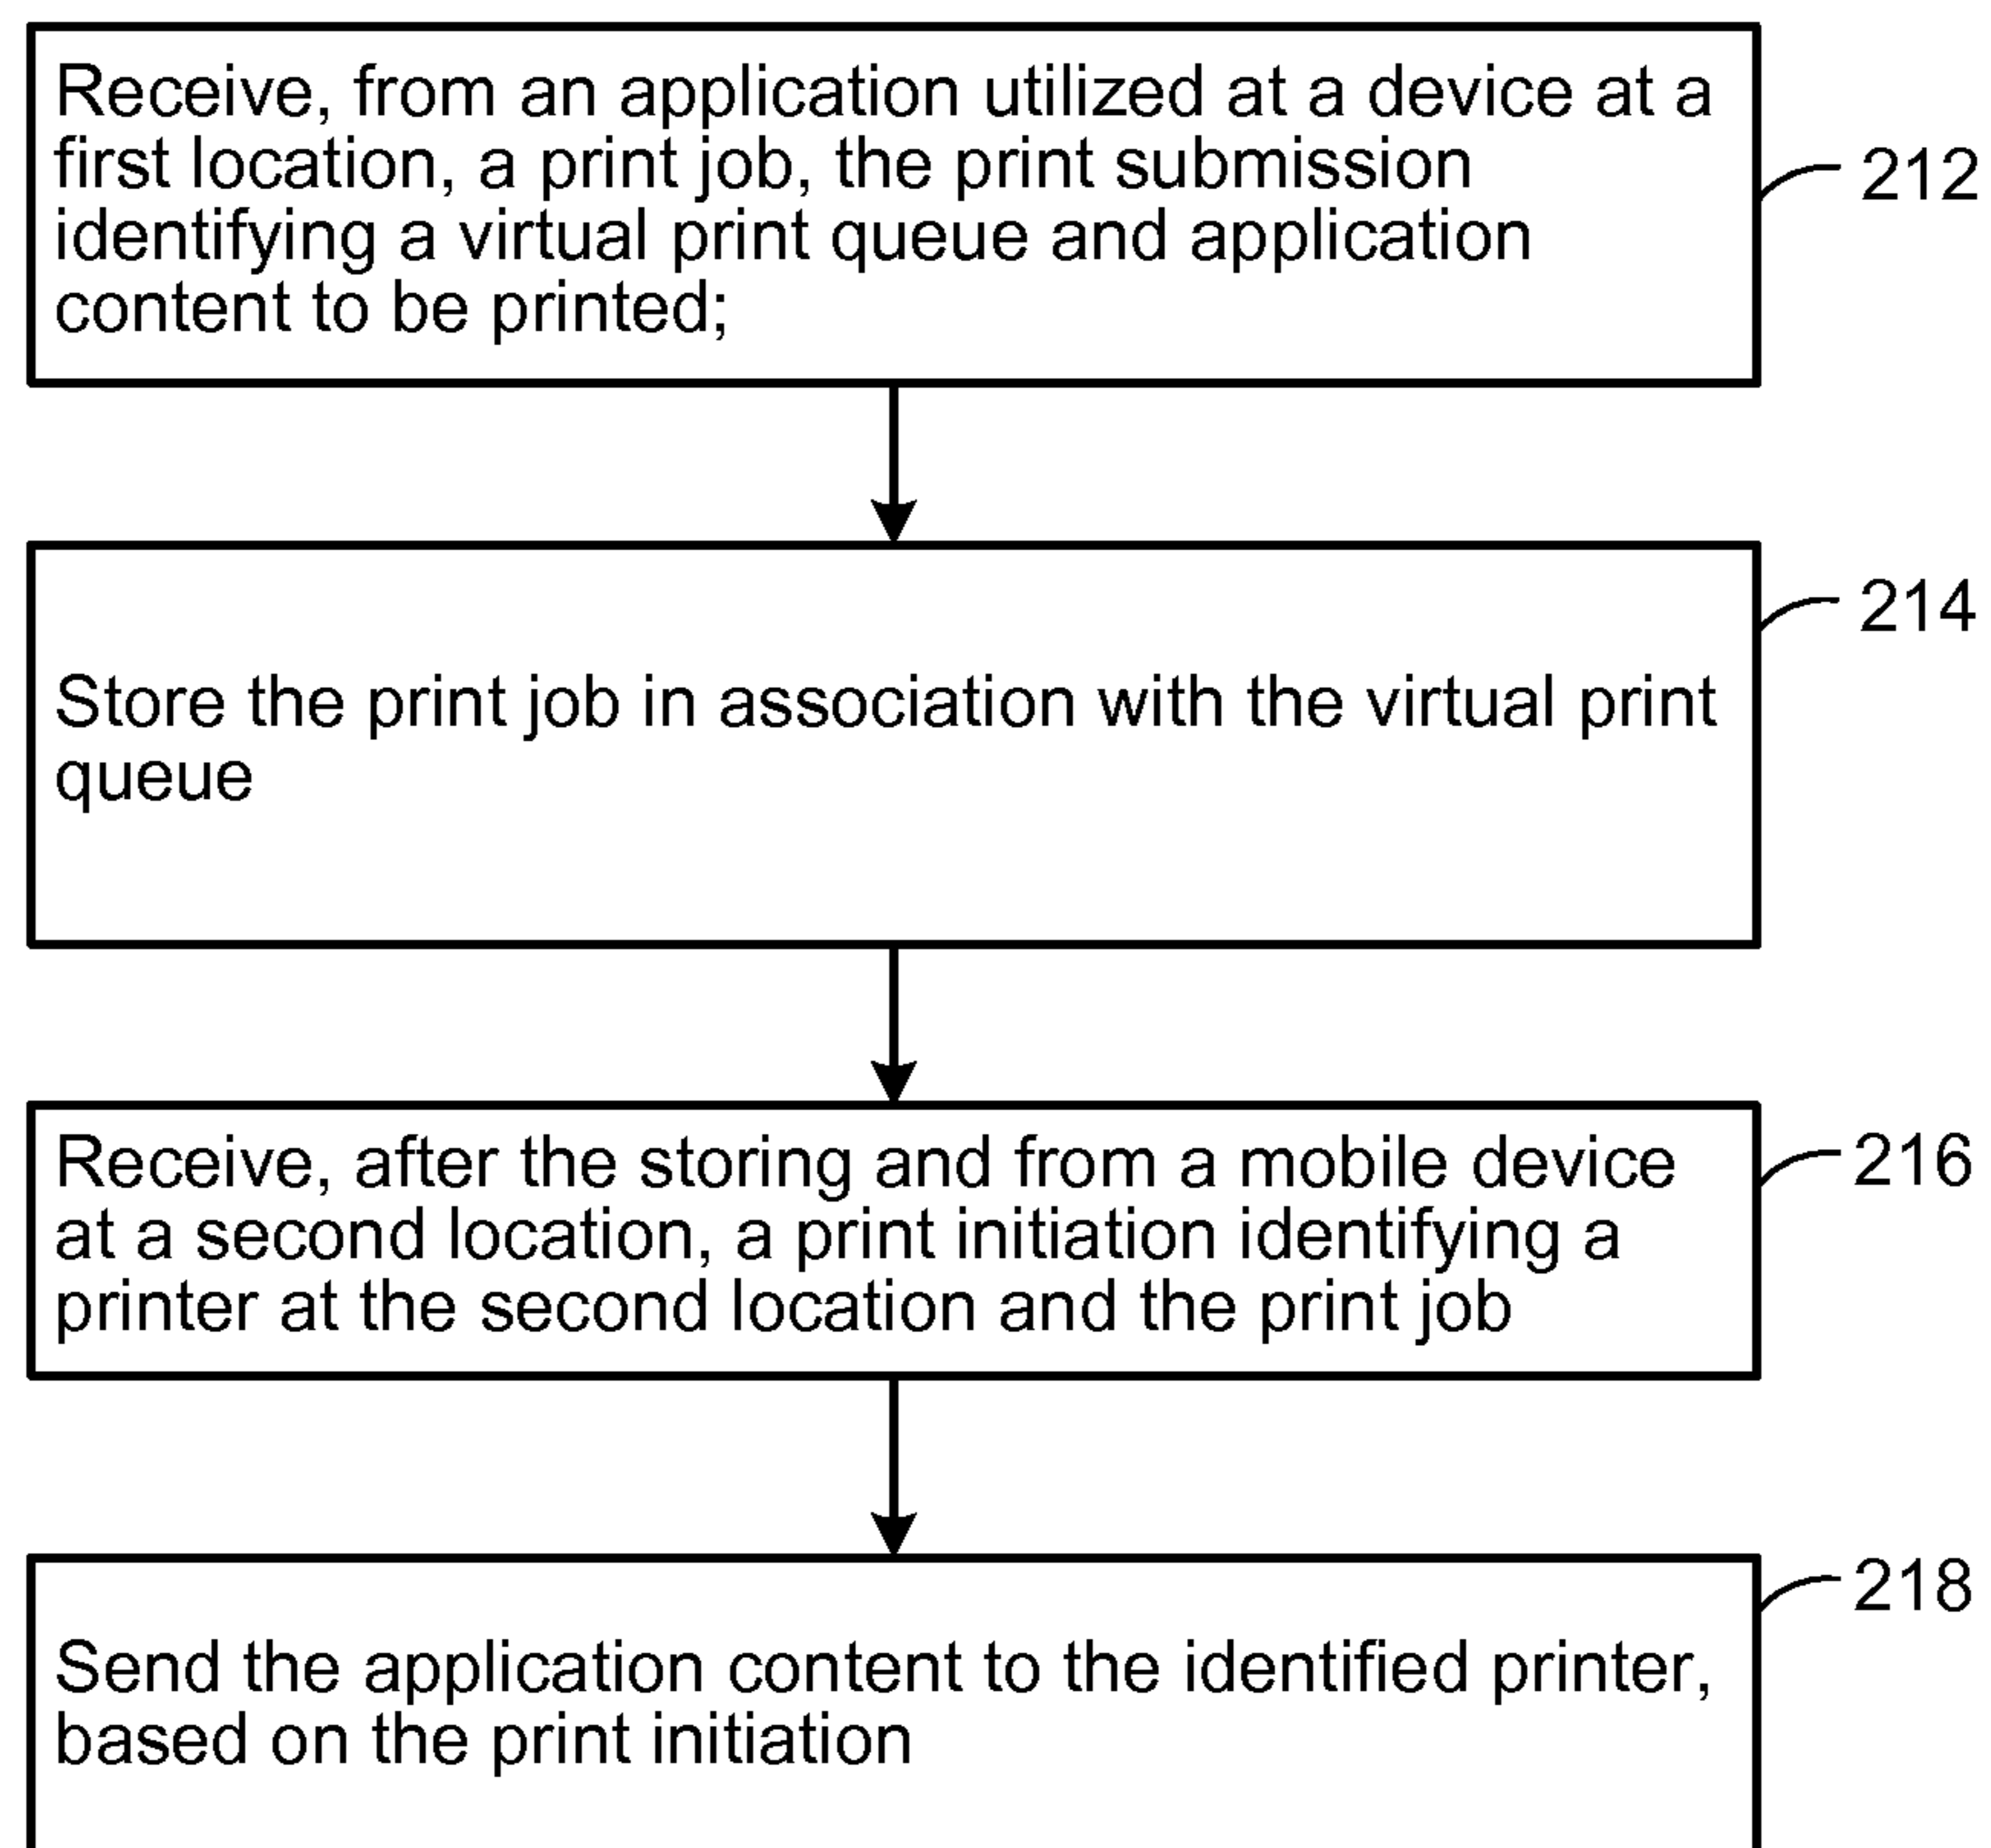 Receive, from an application utilized at a device at a
first location, a print job, the print submission
identifying a virtual print queue and application
content to be printed;
212
214
Store the print job in association with the virtual print
queue
Receive, after the storing and from a mobile device
at a second location, a print initiation identifying a
printer at the second location and the print job
216
218
Send the application content to the identified printer,
based on the print initiation